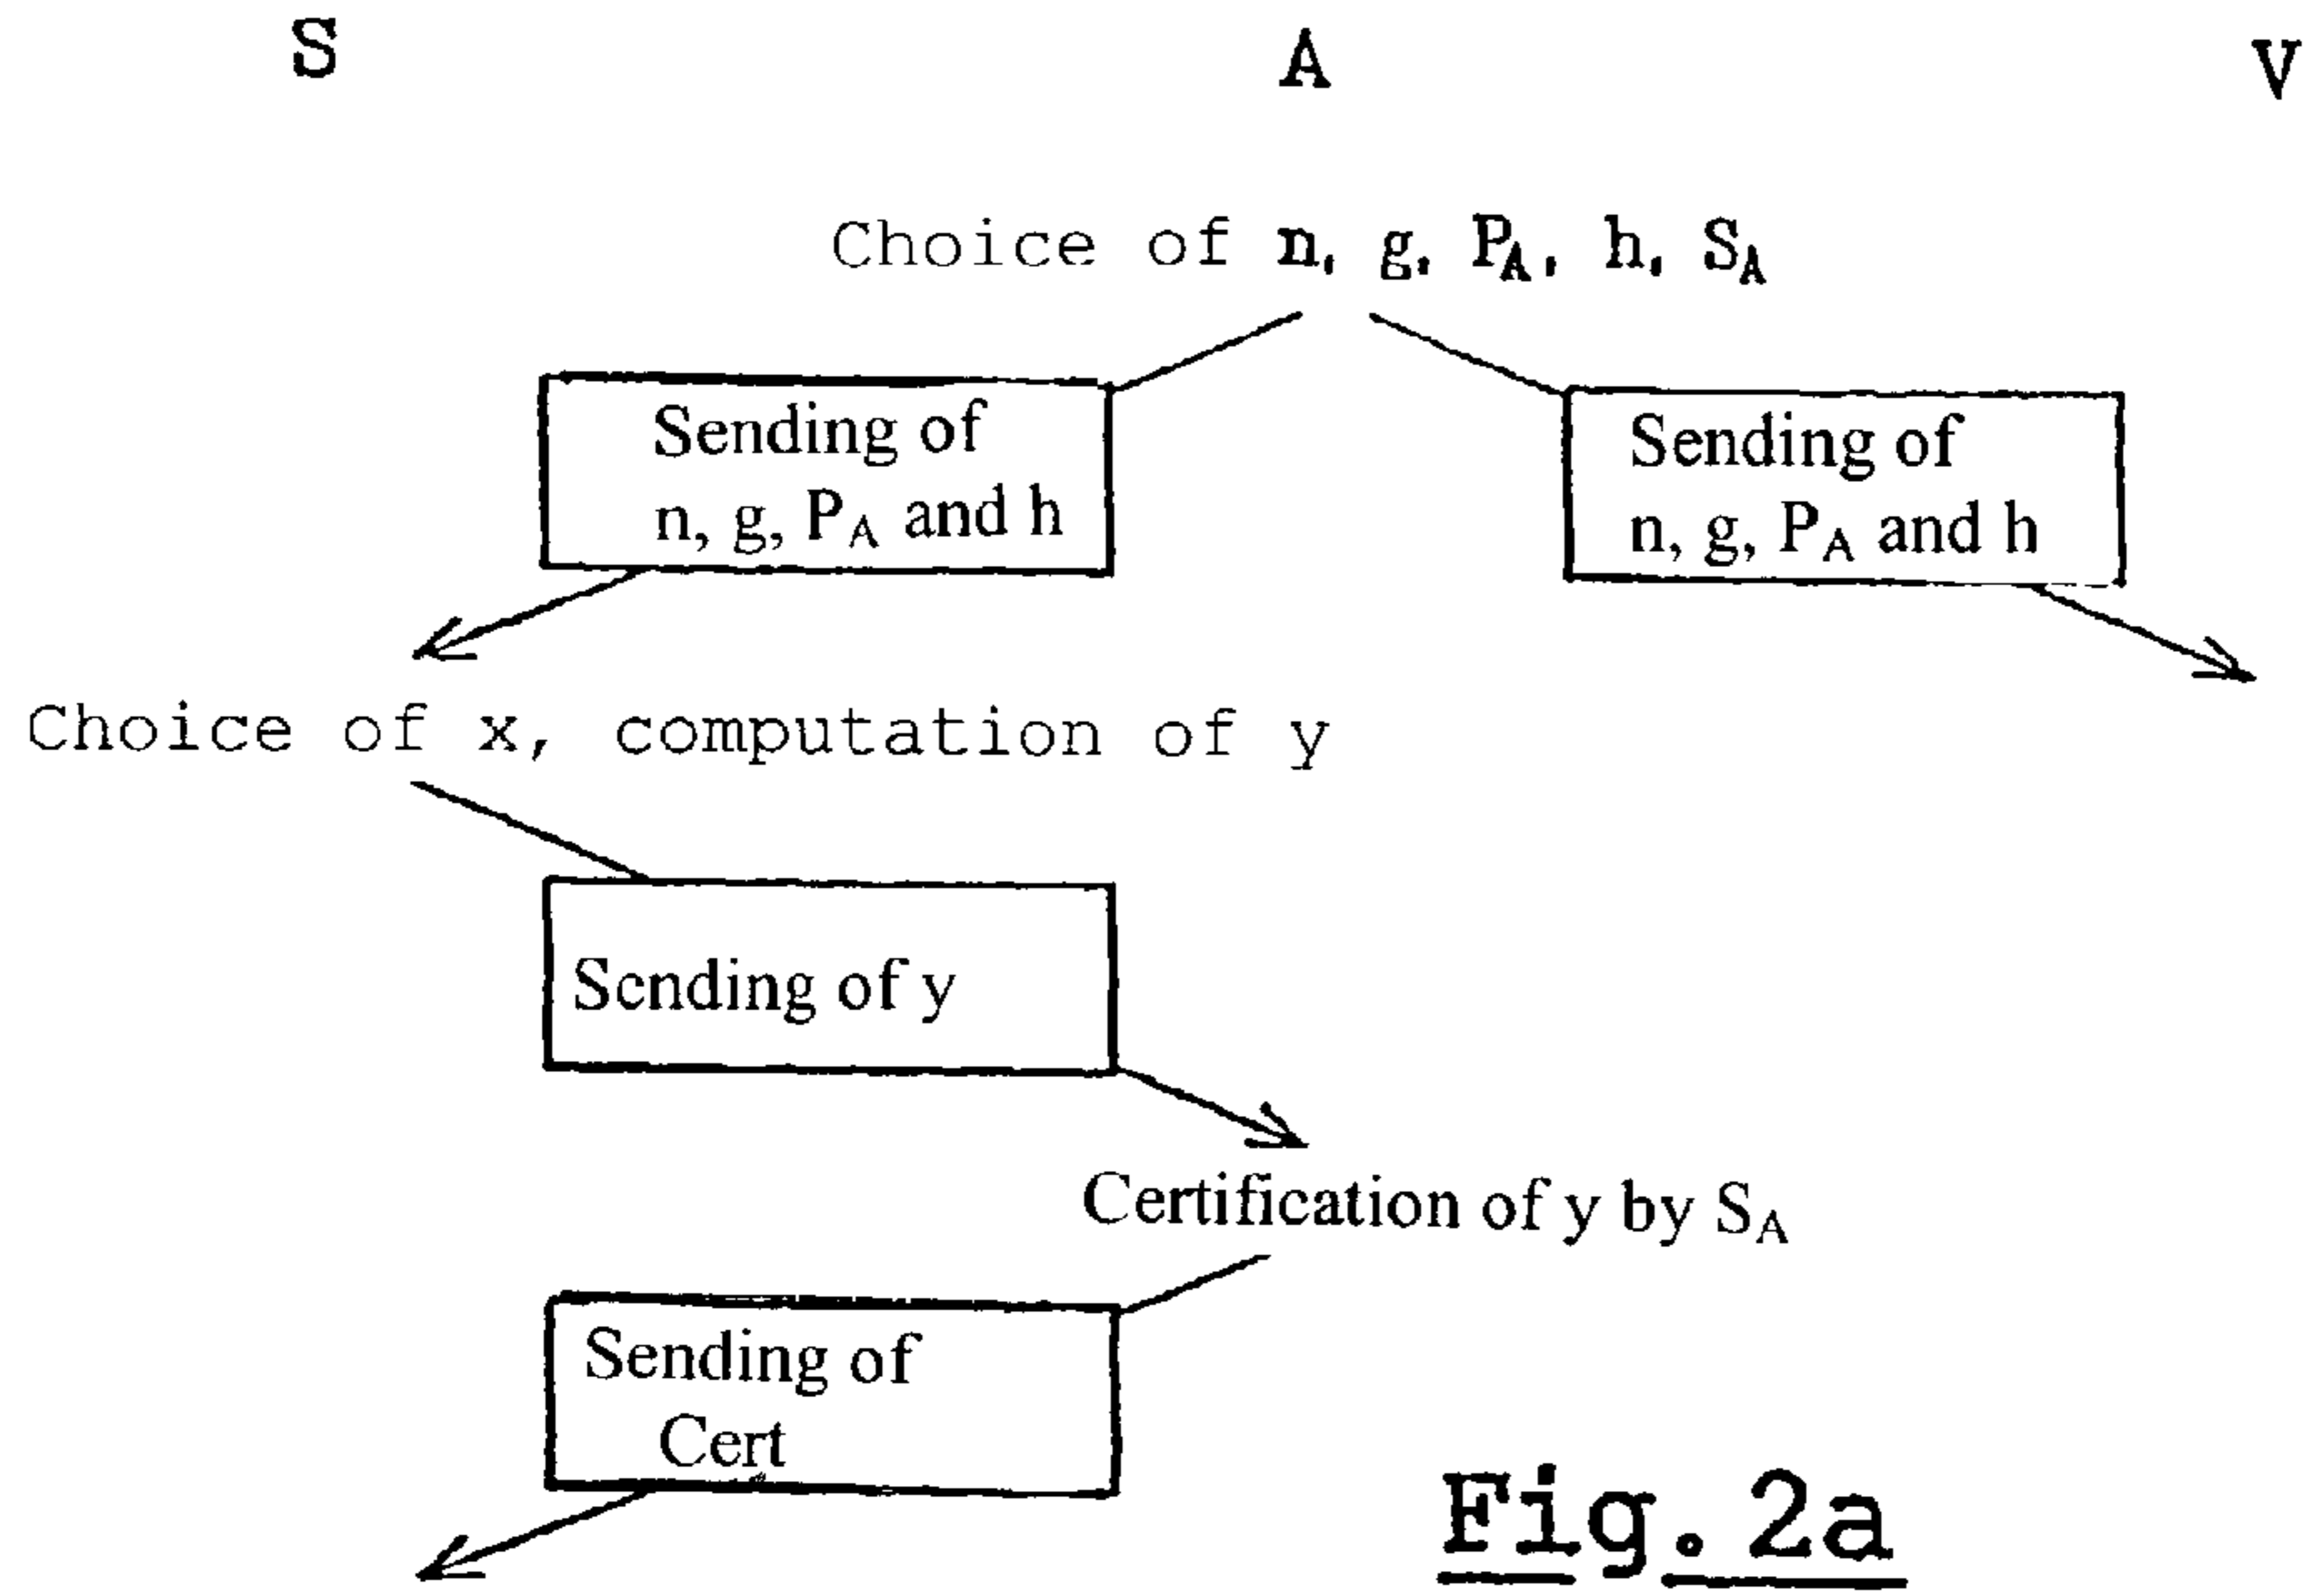 S A V
Choice of n, g, P_A, h, S_A
Sending of
n, g, P_A and h
Sending of
n, g, P_A and h
Choice of x, computation of y
Sending of y
Certification of y by S_A
Sending of
Cert
Fig. 2a